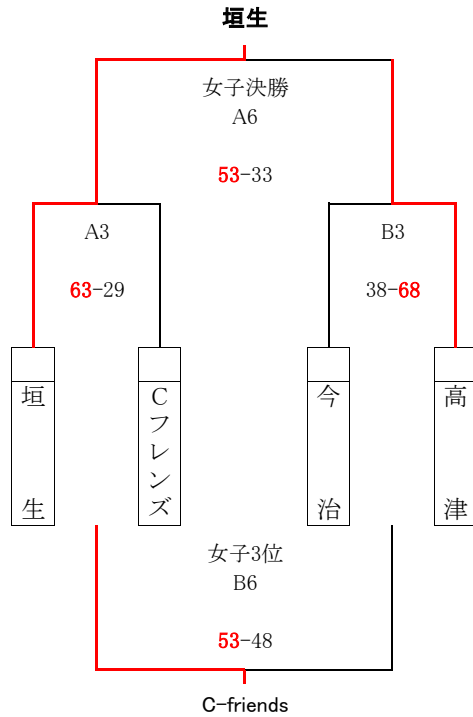 垣生
女子決勝
A6
53-33
A3
B3
63-29
38-68
垣生
Cフレンズ
今治
高津
女子3位
B6
53-48
C-friends